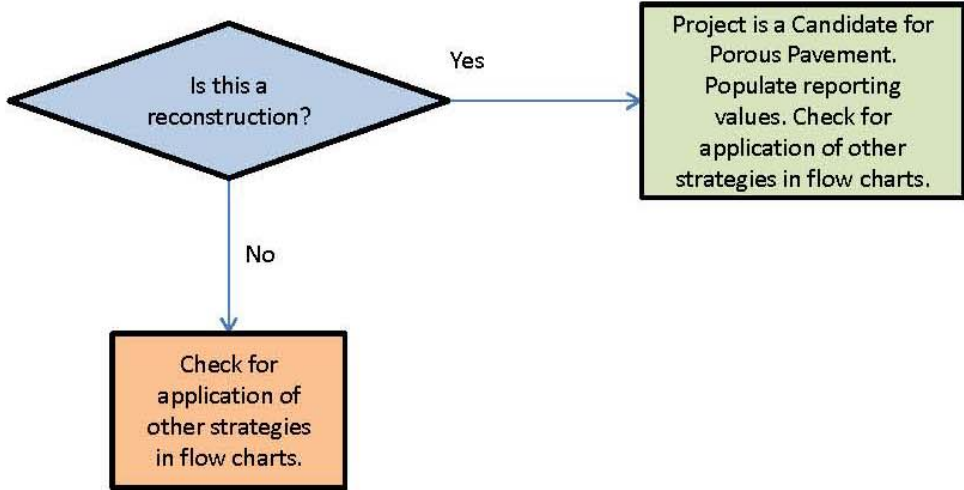 Is this a
reconstruction?
Yes
Project is a Candidate for
Porous Pavement.
Populate reporting
values. Check for
application of other
strategies in flow charts.
No
Check for
application of
other strategies
in flow charts.